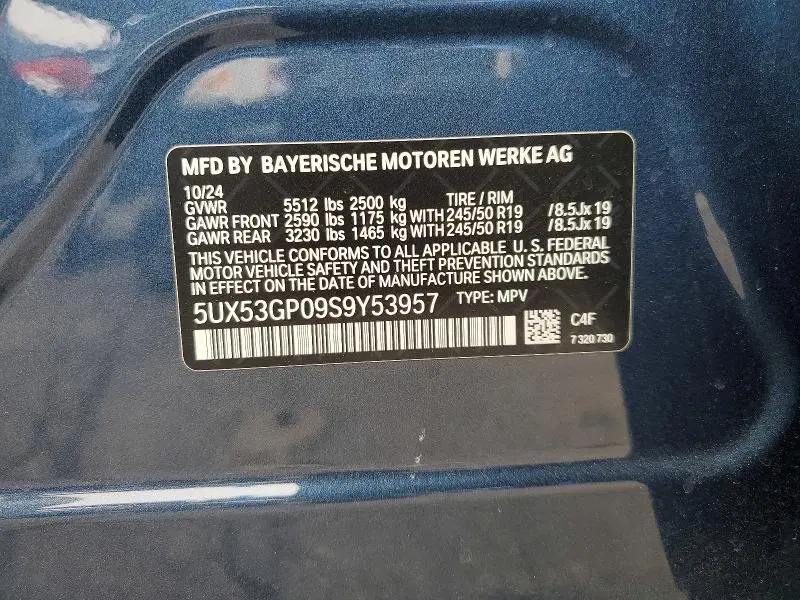 MFD BY BAYERISCHE MOTOREN WERKE AG
10/24
GVWR 5512 lbs 2500 kg TIRE / RIM
GAWR FRONT 2590 lbs 1175 kg WITH 245/50 R19 /8.5Jx19
GAWR REAR 3230 lbs 1465 kg WITH 245/50 R19 /8.5Jx19
THIS VEHICLE CONFORMS TO ALL APPLICABLE U. S. FEDERAL
MOTOR VEHICLE SAFETY AND THEFT PREVENTION STANDARDS
IN EFFECT ON THE DATE OF MANUFACTURE SHOWN ABOVE.
5UX53GP09S9Y53957 TYPE: MPV
C4F
7 320 730